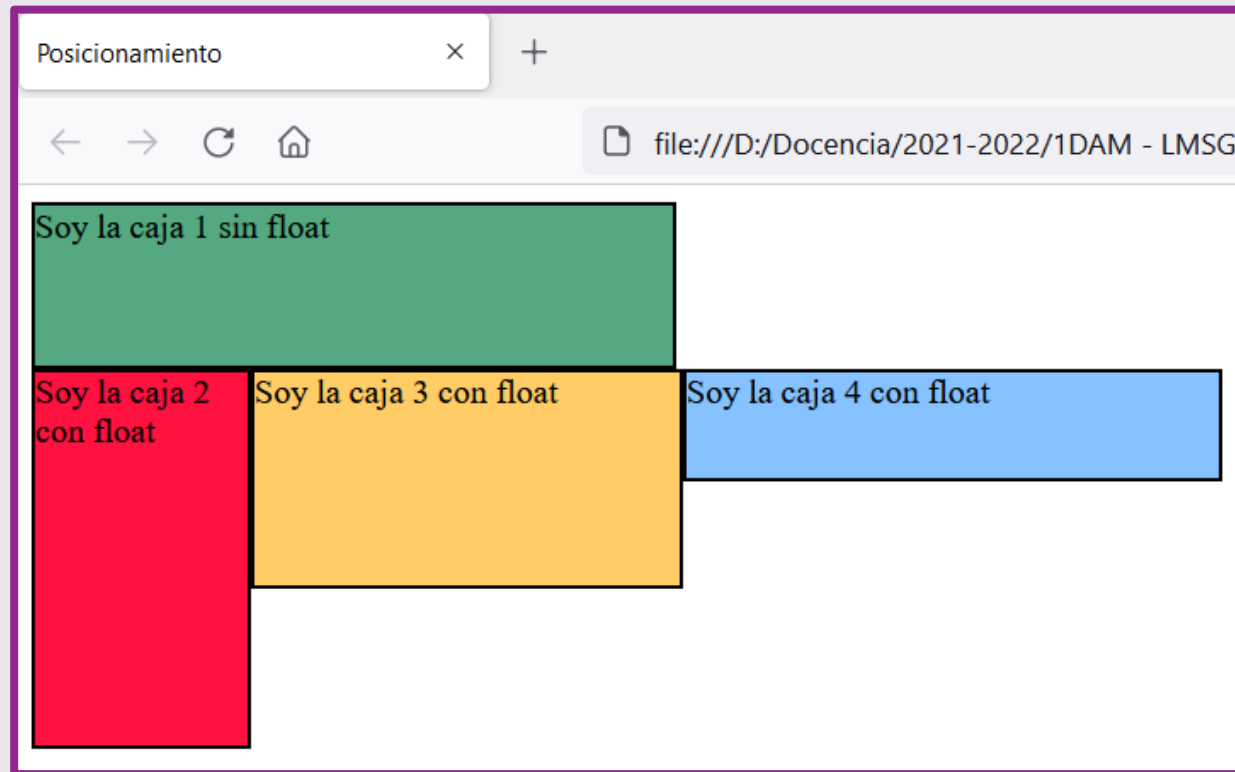 Posicionamiento
file:///D:/Docencia/2021-2022/1DAM - LMSG
Soy la caja 1 sin float
Soy la caja 2
con float
Soy la caja 3 con float
Soy la caja 4 con float